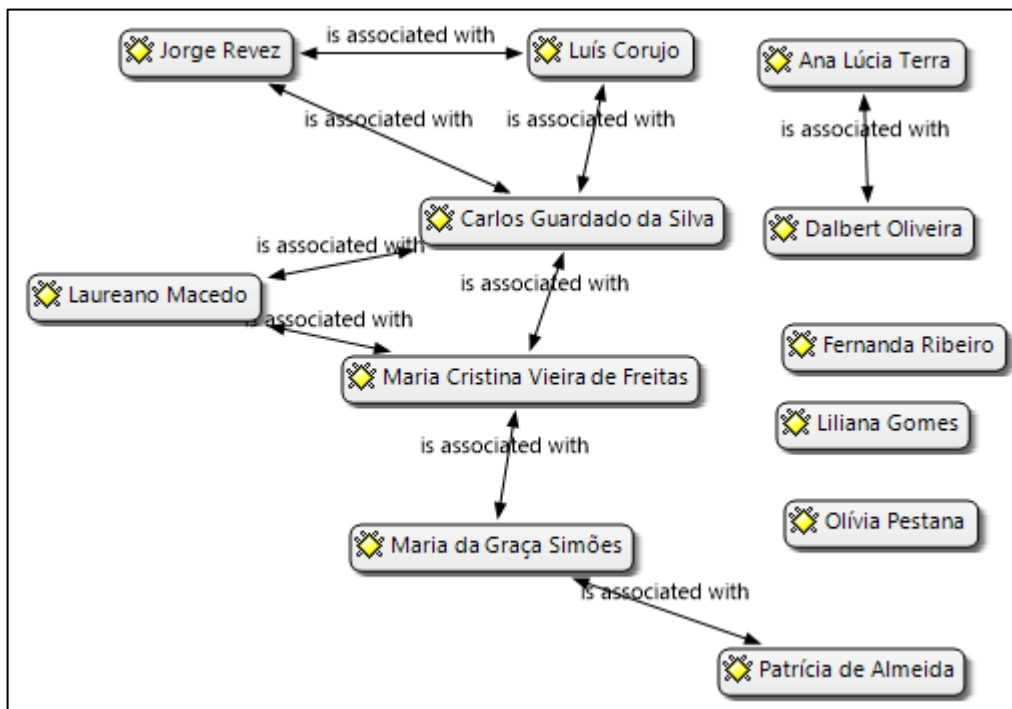 is associated with
Jorge Revez
Luís Corujo
Ana Lúcia Terra
is associated with
is associated with
is associated with
Carlos Guardado da Silva
Dalbert Oliveira
is associated with
is associated with
Laureano Macedo
is associated with
Fernanda Ribeiro
Maria Cristina Vieira de Freitas
Liliana Gomes
is associated with
Olívia Pestana
Maria da Graça Simões
is associated with
Patrícia de Almeida